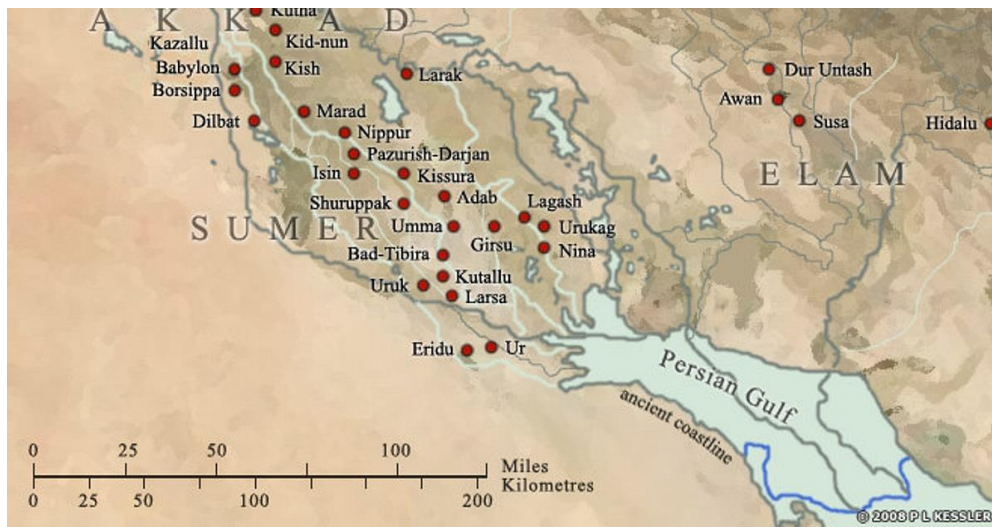 Kutha
A K K A D
Kid-nun
Kazallu
Kish
Babylon
Larak
Dur Untash
Borsippa
Awan
Marad
Dilbat
Susa
Hidalu
Nippur
Pazurish-Darjan
Isin
Kissura
E L A M
Adab
Shuruppak
Lagash
S U M E R
Umma
Urukag
Girsu
Nina
Bad-Tibira
Kutallu
Uruk
Larsa
Eridu
Ur
Persian Gulf
ancient coastline
0 25 50 100
Miles
Kilometres
0 25 50 100 200
© 2008 P L KESSLER